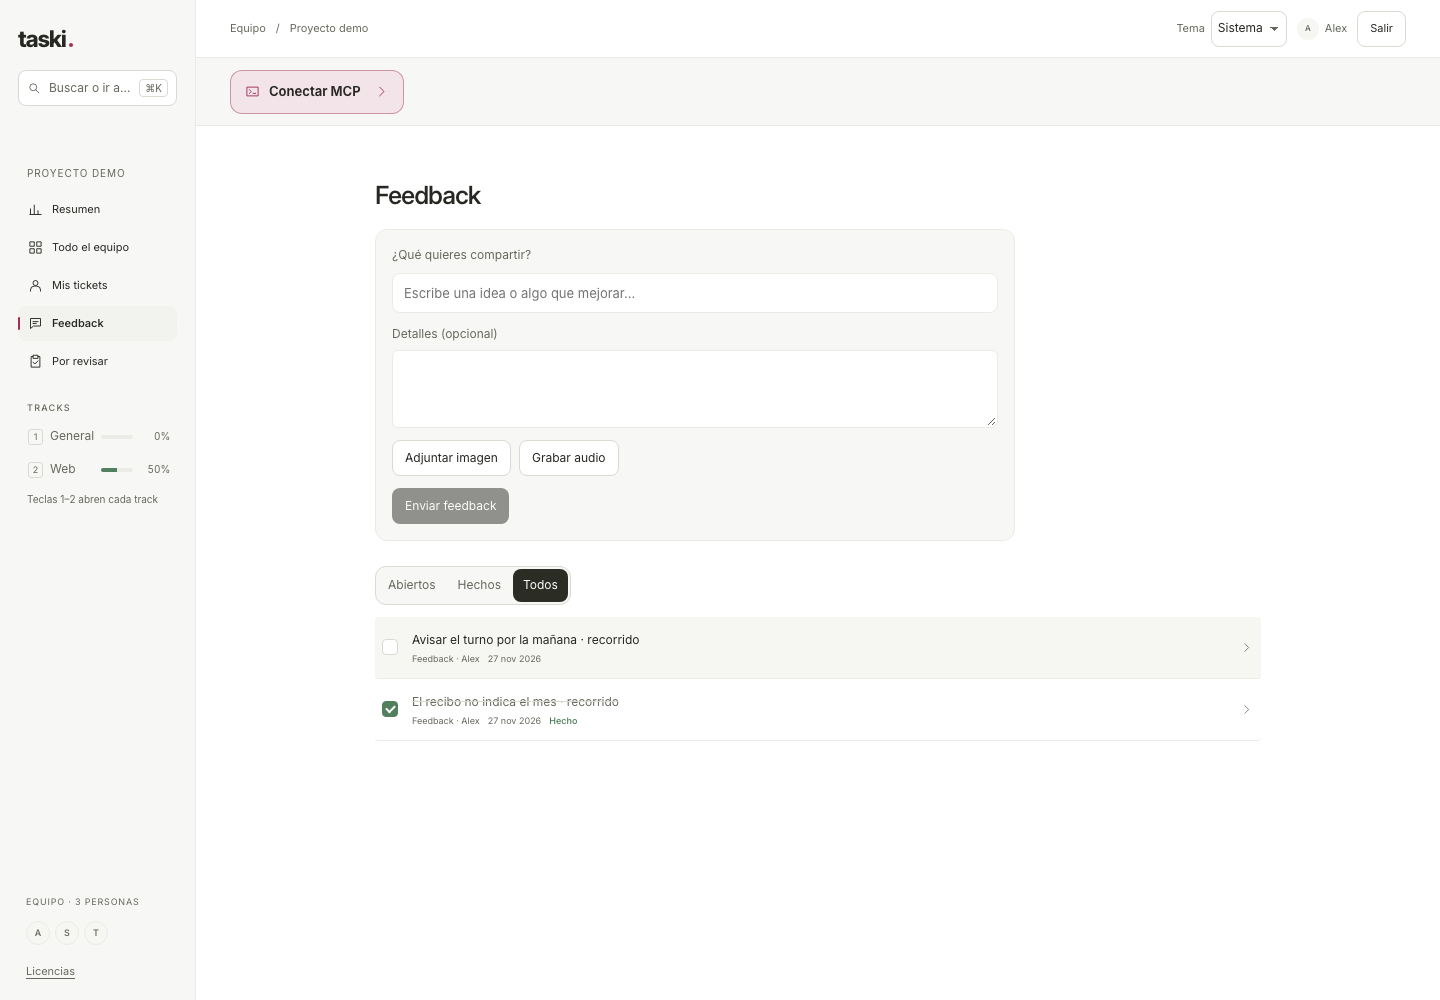 taski.
Buscar o ir a... ⌘K
PROYECTO DEMO
Resumen
Todo el equipo
Mis tickets
Feedback
Por revisar
TRACKS
1 General 0%
2 Web 50%
Teclas 1–2 abren cada track
EQUIPO · 3 PERSONAS
A S T
Licencias
Equipo / Proyecto demo
Tema Sistema A Alex Salir
Conectar MCP
Feedback
¿Qué quieres compartir?
Escribe una idea o algo que mejorar...
Detalles (opcional)
Adjuntar imagen Grabar audio
Enviar feedback
Abiertos Hechos Todos
Avisar el turno por la mañana · recorrido
Feedback · Alex 27 nov 2026
El recibo no indica el mes · recorrido
Feedback · Alex 27 nov 2026 Hecho